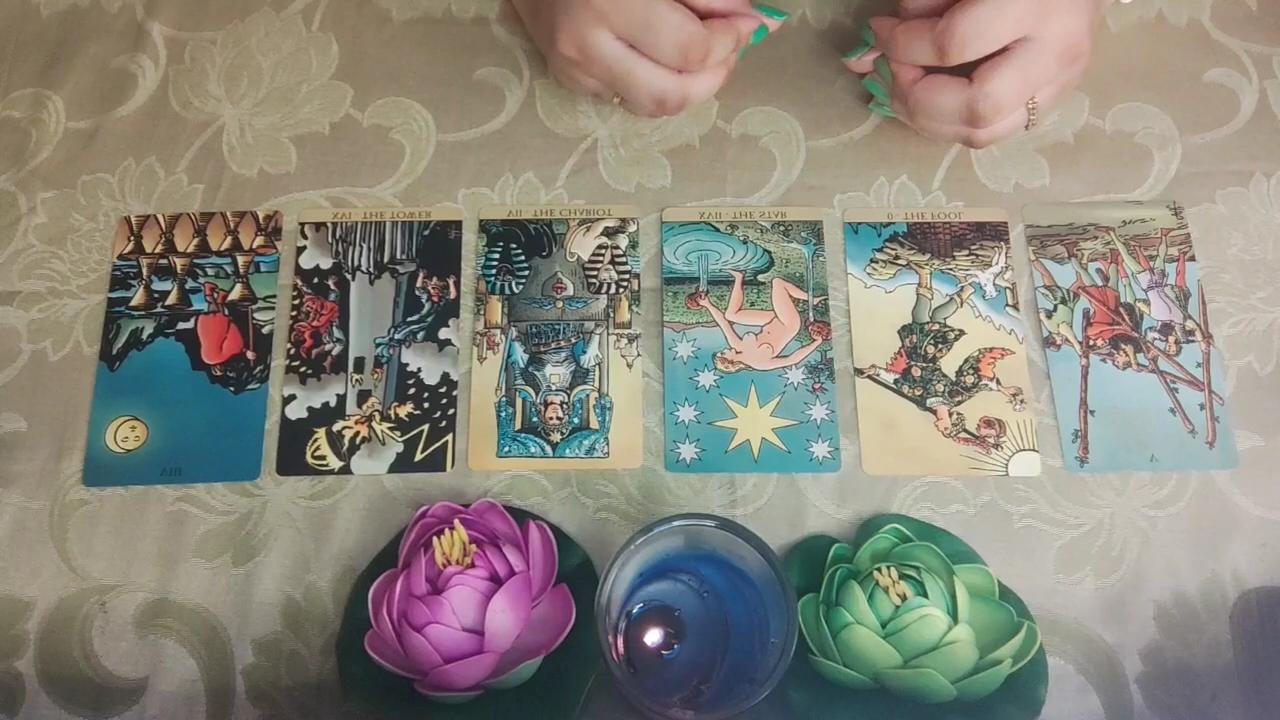 XVI - THE TOWER
VII - THE CHARIOT
XVII - THE STAR
0 - THE FOOL
VIII
V